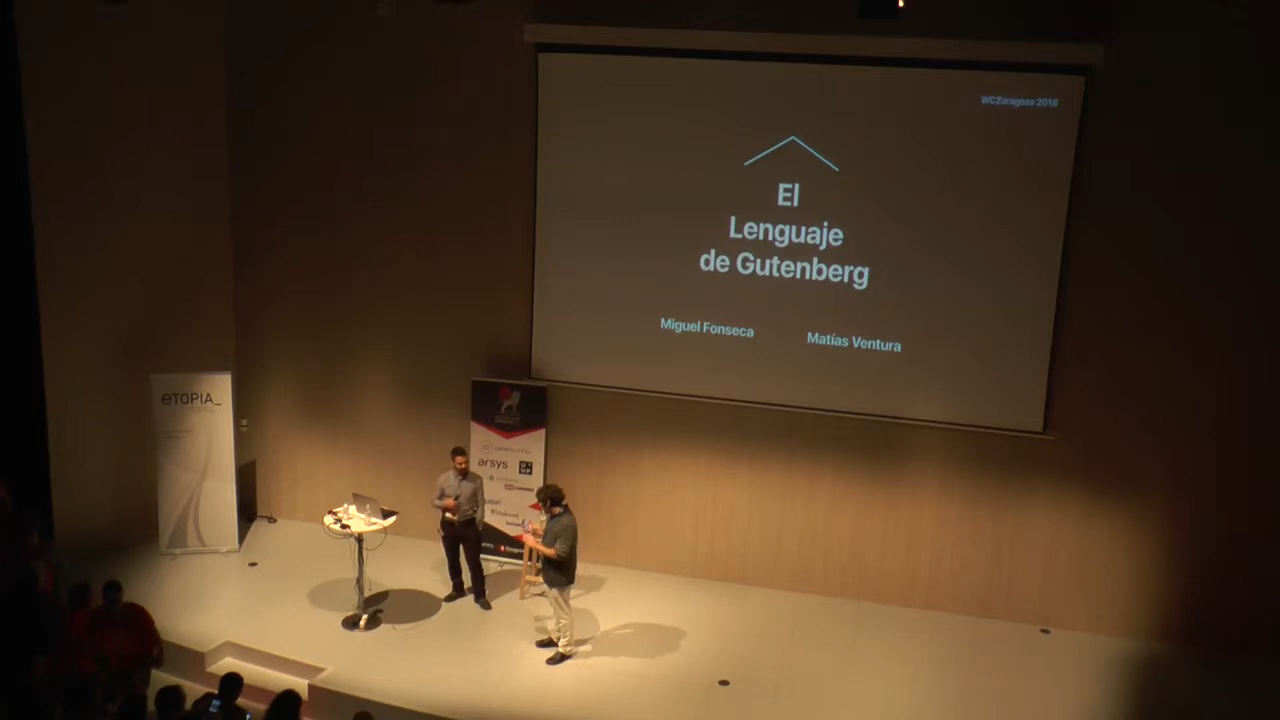 WCZaragoza 2018
El
Lenguaje
de Gutenberg
Miguel Fonseca
Matías Ventura
eTOPIA_
arsys